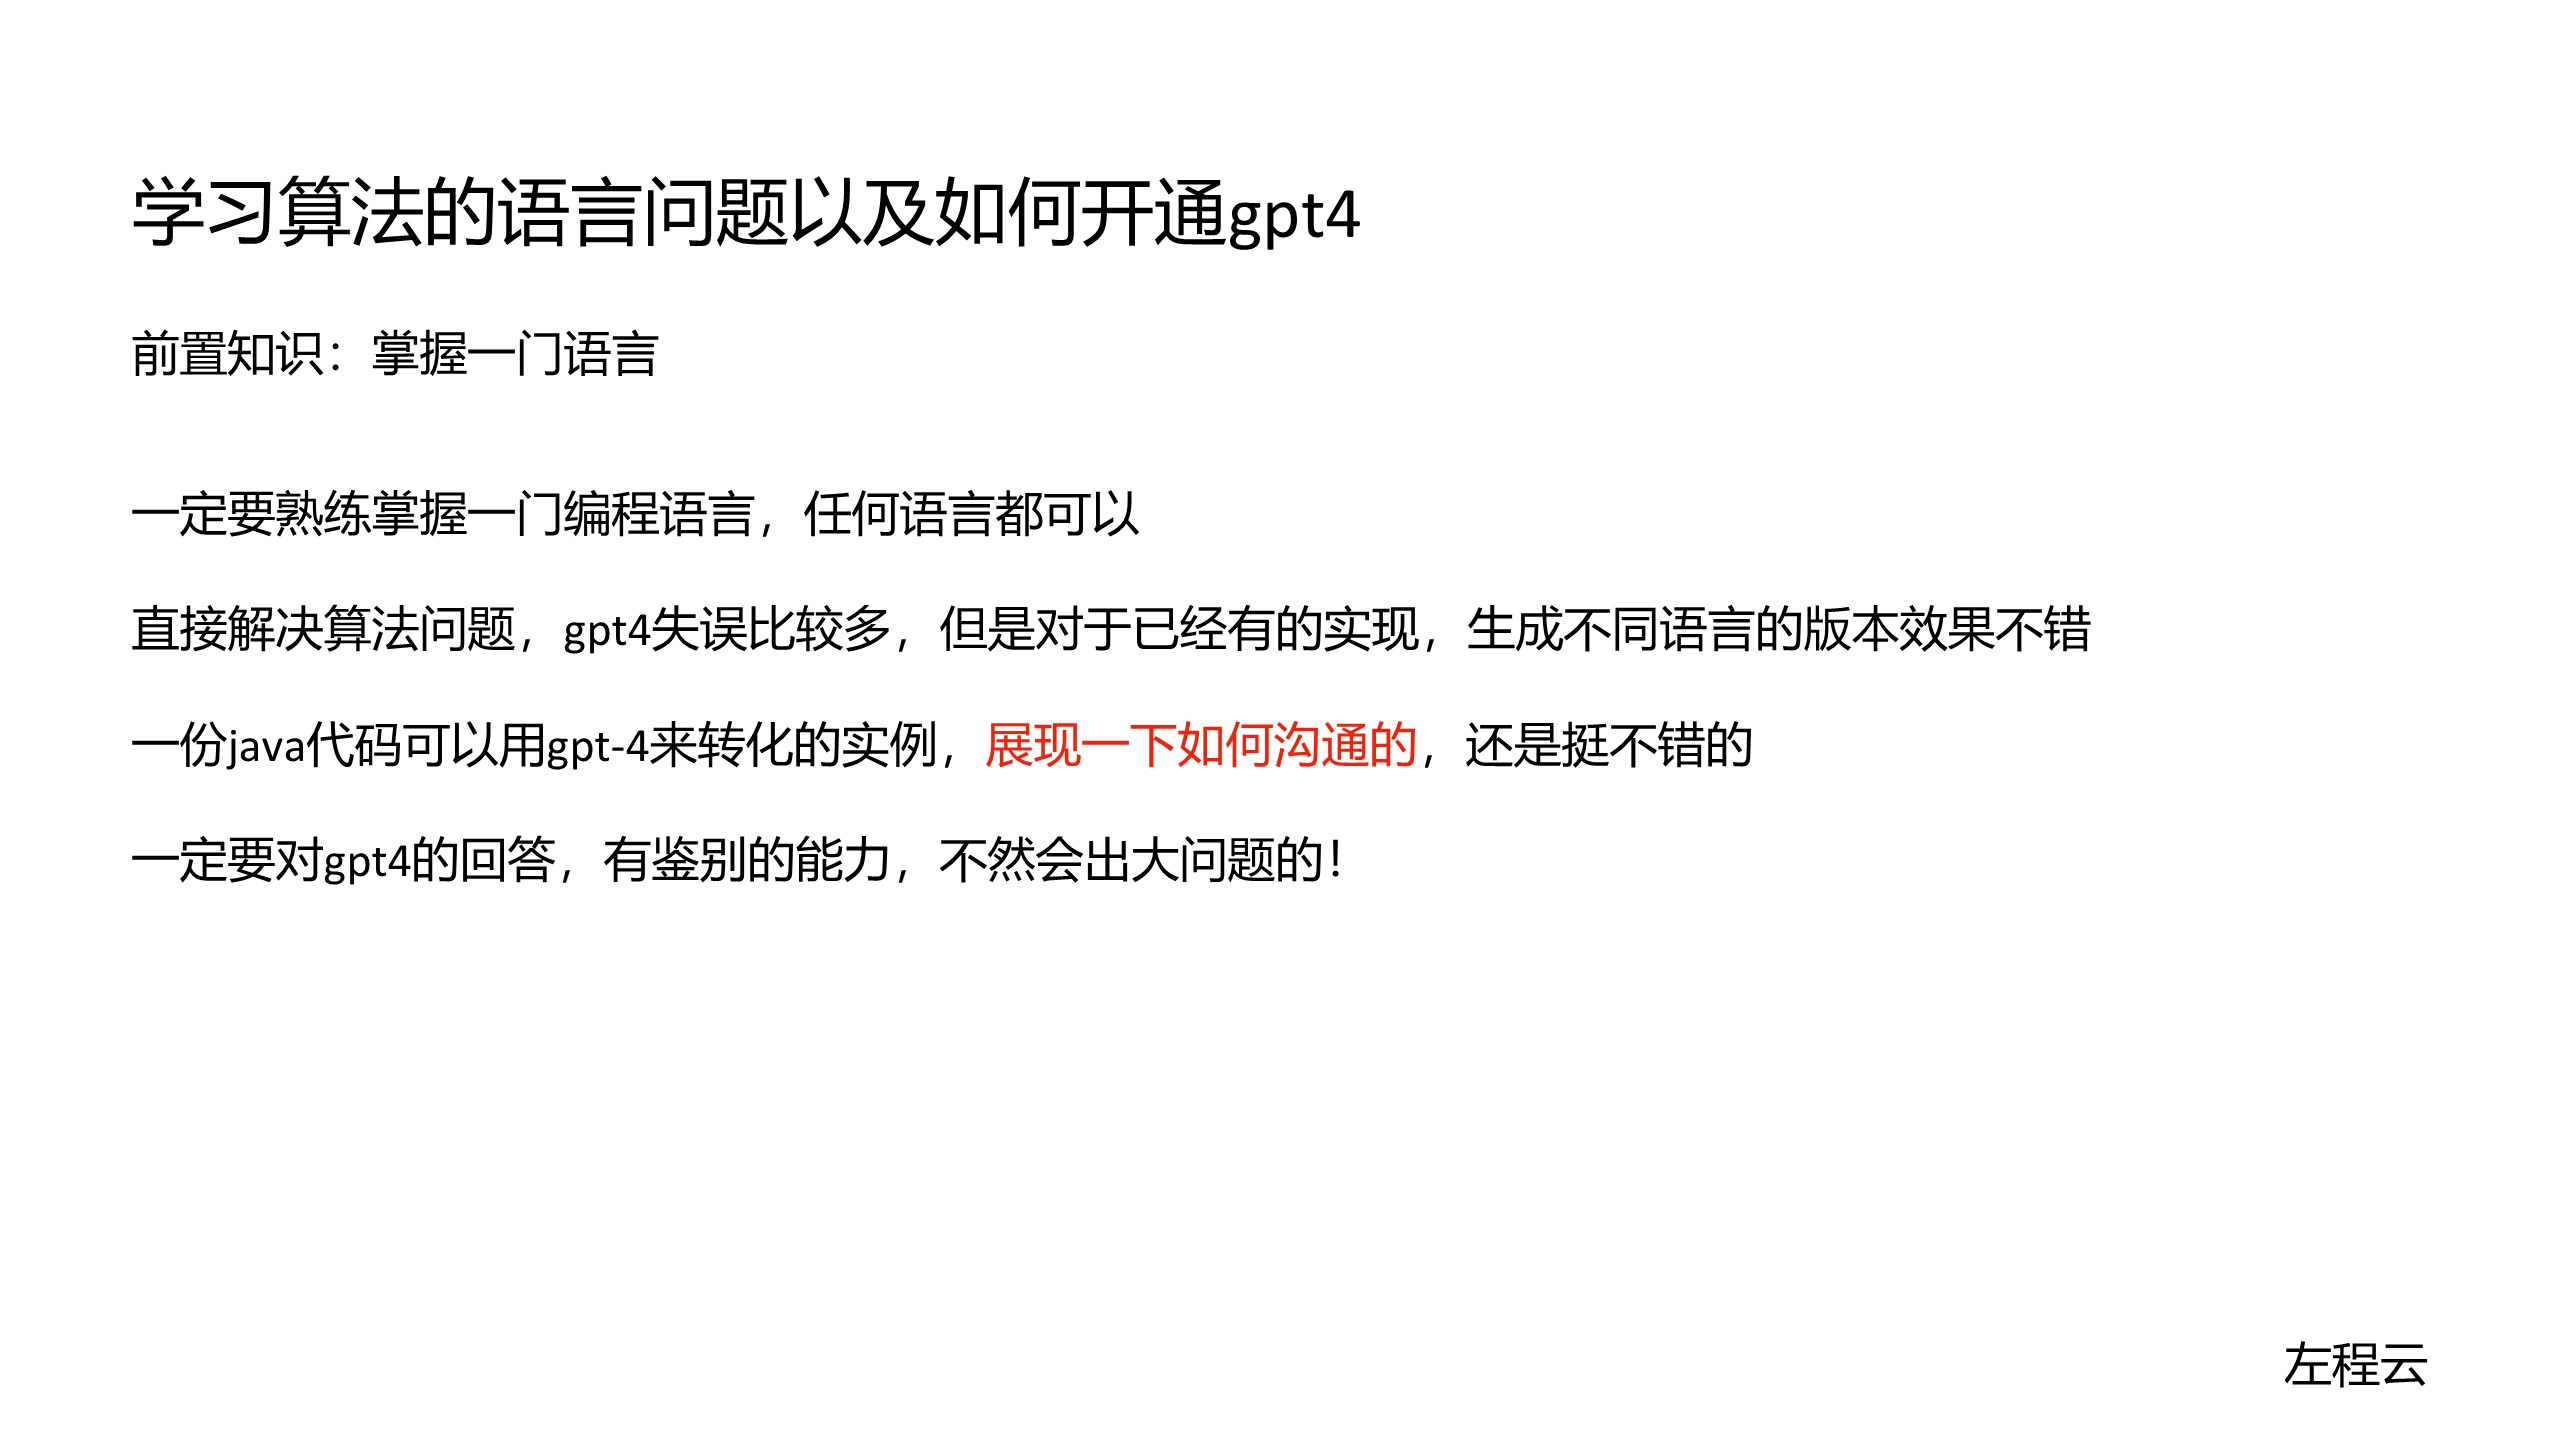 学习算法的语言问题以及如何开通gpt4
前置知识：掌握一门语言
一定要熟练掌握一门编程语言，任何语言都可以
直接解决算法问题，gpt4失误比较多，但是对于已经有的实现，生成不同语言的版本效果不错
一份java代码可以用gpt-4来转化的实例，展现一下如何沟通的，还是挺不错的
一定要对gpt4的回答，有鉴别的能力，不然会出大问题的！
左程云